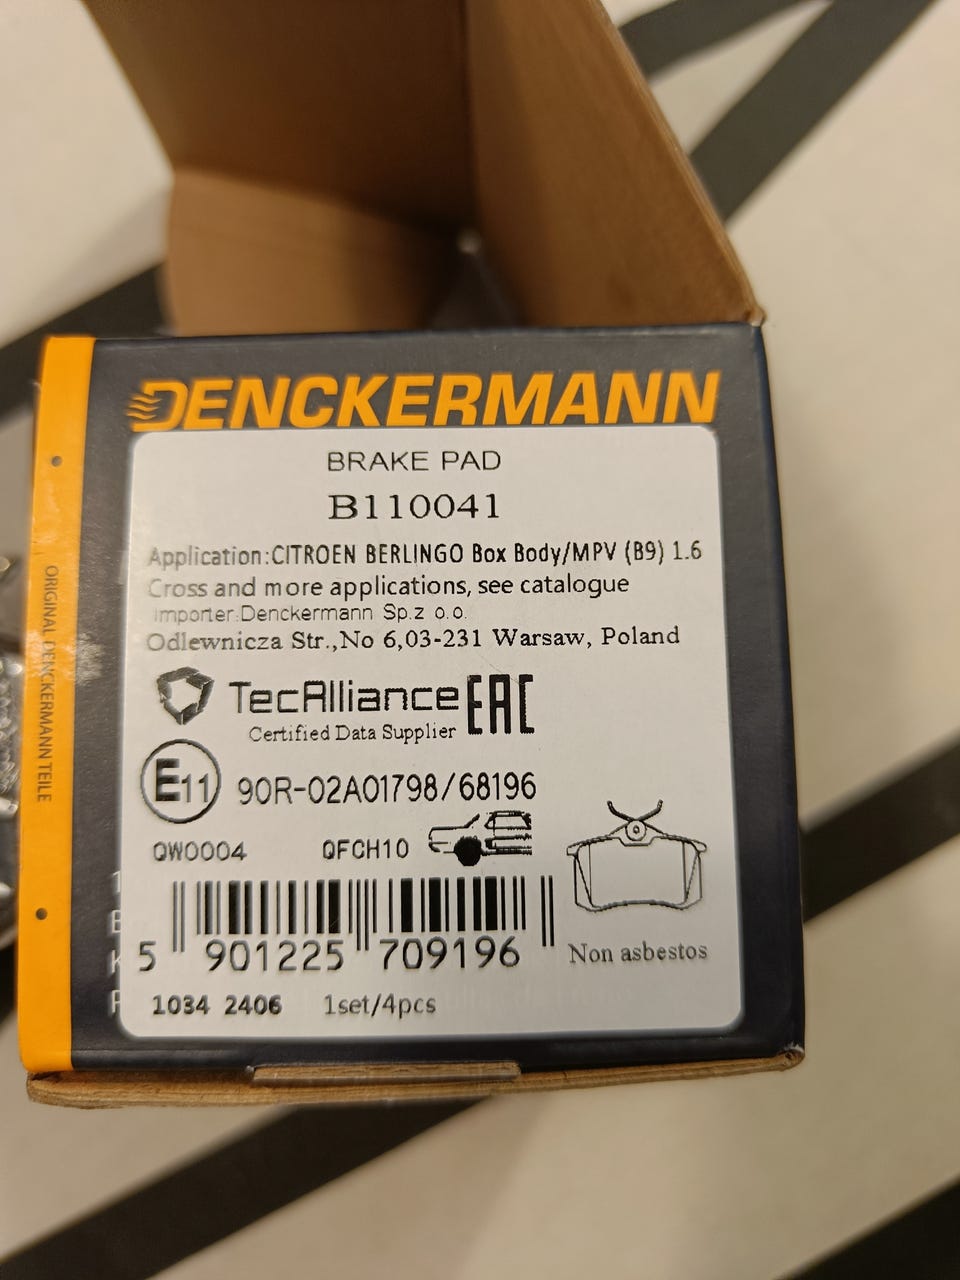 DENCKERMANN
BRAKE PAD
B110041
Application:CITROEN BERLINGO Box Body/MPV (B9) 1.6
Cross and more applications, see catalogue
Importer:Denckermann Sp.z o.o.
Odlewnicza Str.,No 6,03-231 Warsaw, Poland
TecAlliance
Certified Data Supplier
EAC
E11 90R-02A01798/68196
QW0004 QFCH10
5 901225 709196
Non asbestos
1034 2406 1set/4pcs
ORIGINAL DENCKERMANN TEILE